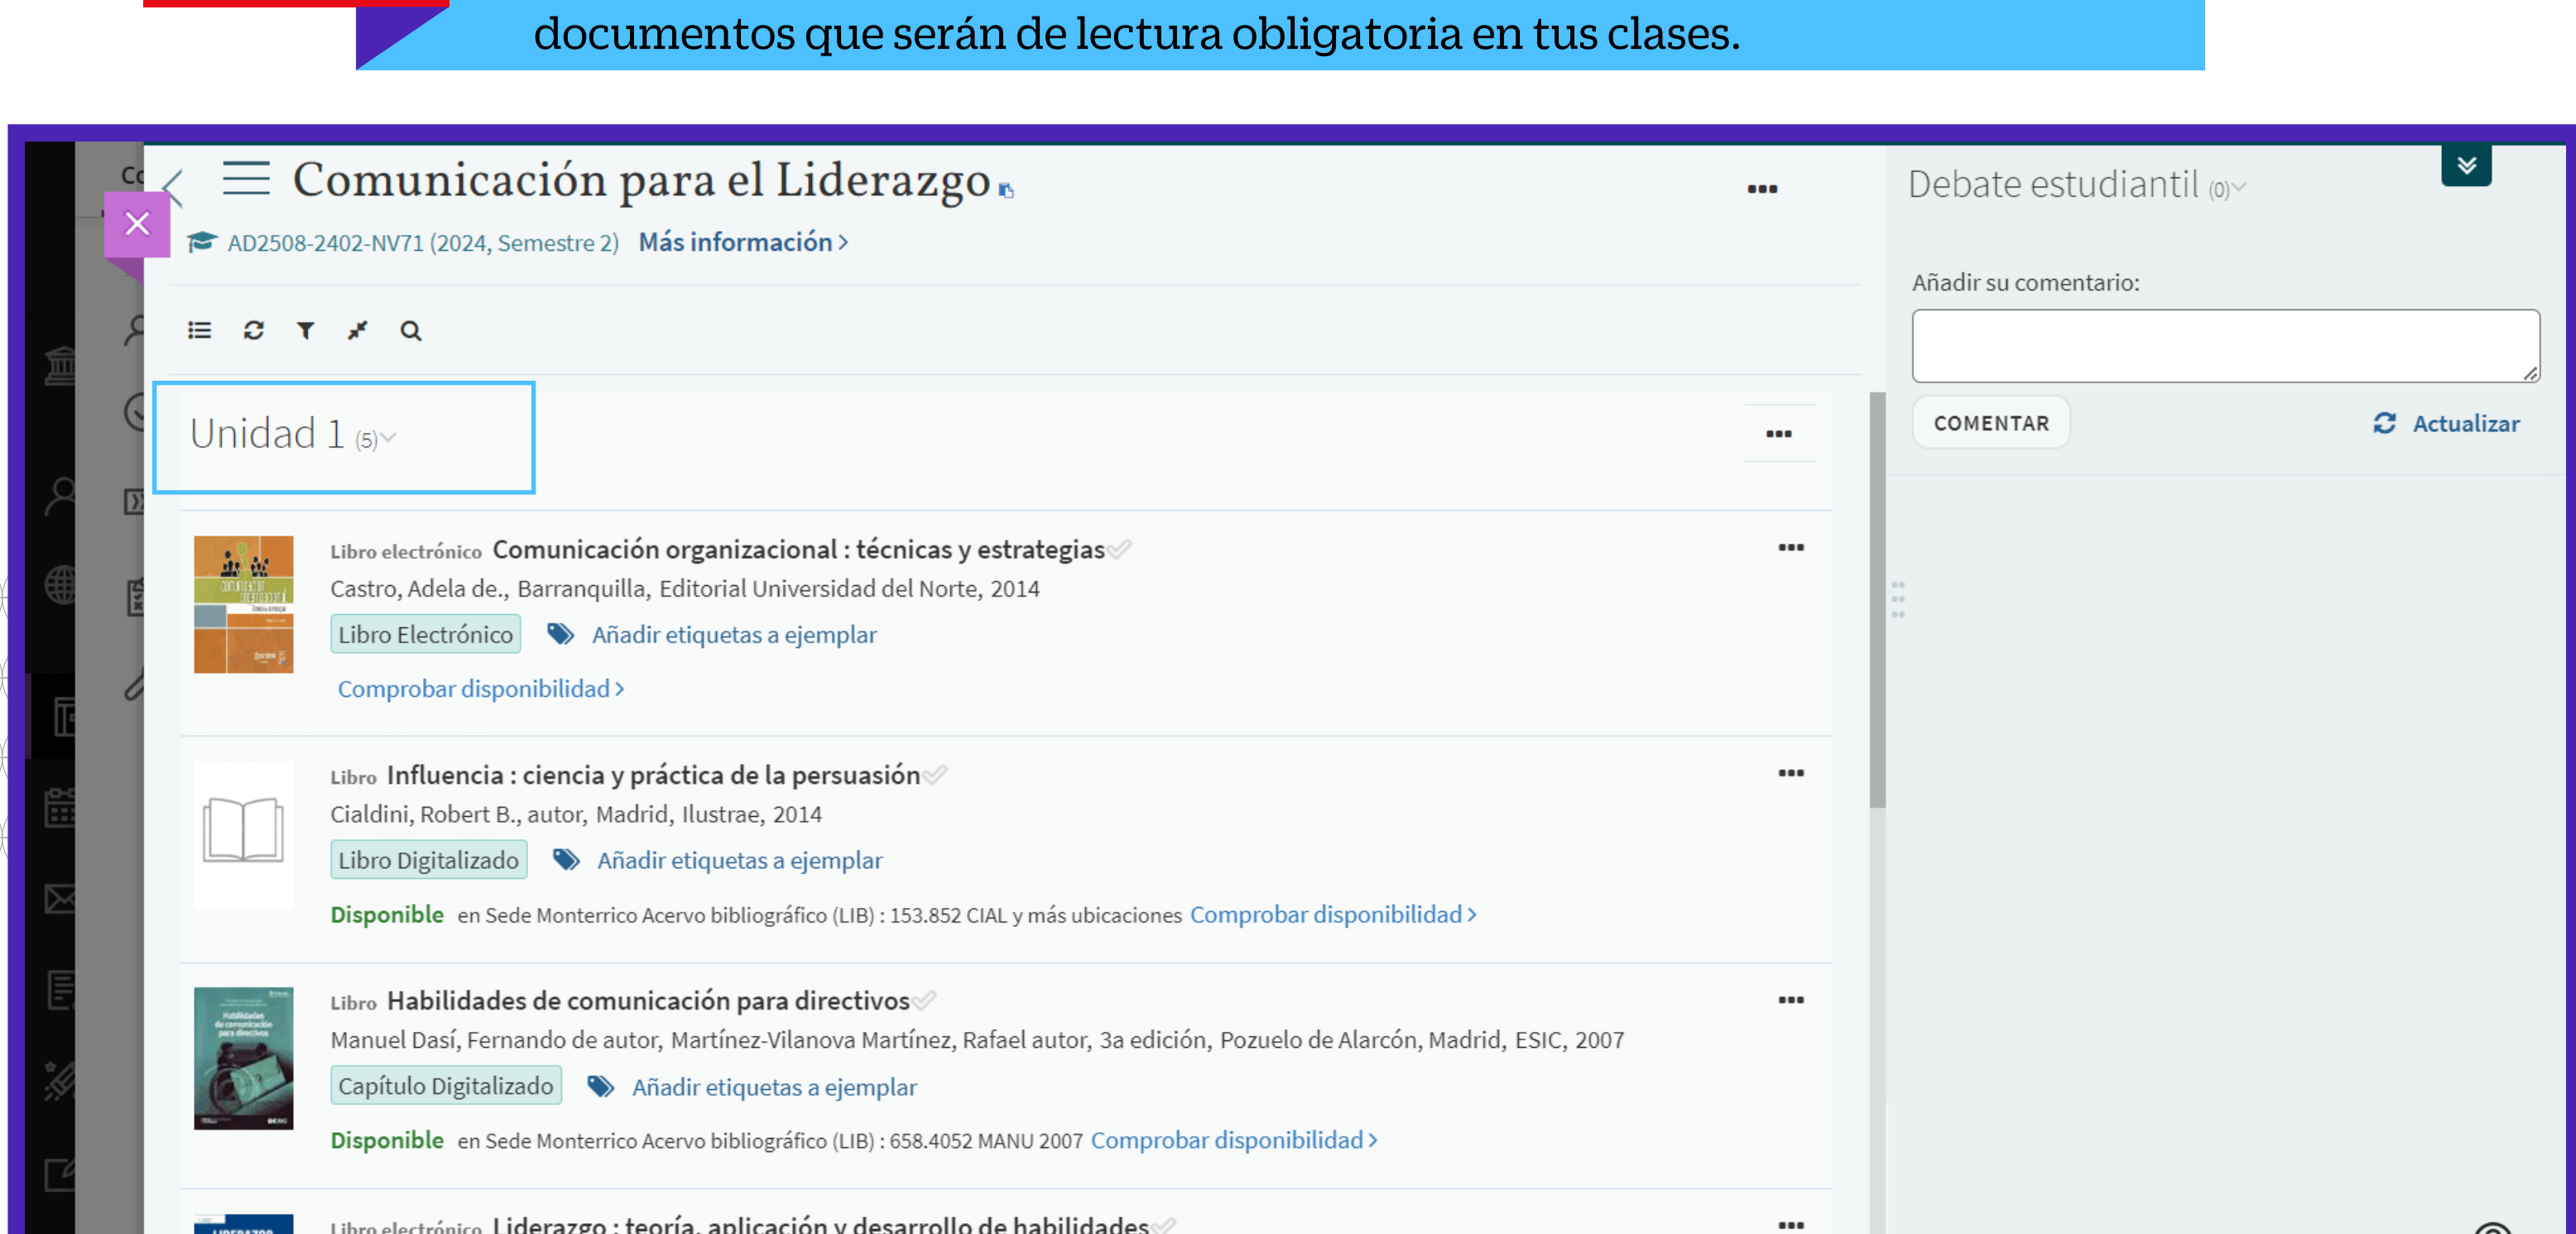 documentos que serán de lectura obligatoria en tus clases.
Comunicación para el Liderazgo
AD2508-2402-NV71 (2024, Semestre 2) Más información >
Unidad 1 (5)
Libro electrónico Comunicación organizacional : técnicas y estrategias
Castro, Adela de., Barranquilla, Editorial Universidad del Norte, 2014
Libro Electrónico Añadir etiquetas a ejemplar
Comprobar disponibilidad >
Libro Influencia : ciencia y práctica de la persuasión
Cialdini, Robert B., autor, Madrid, Ilustrae, 2014
Libro Digitalizado Añadir etiquetas a ejemplar
Disponible en Sede Monterrico Acervo bibliográfico (LIB) : 153.852 CIAL y más ubicaciones Comprobar disponibilidad >
Habilidades
de comunicación
para directivos
Libro Habilidades de comunicación para directivos
Manuel Dasí, Fernando de autor, Martínez-Vilanova Martínez, Rafael autor, 3a edición, Pozuelo de Alarcón, Madrid, ESIC, 2007
Capítulo Digitalizado Añadir etiquetas a ejemplar
Disponible en Sede Monterrico Acervo bibliográfico (LIB) : 658.4052 MANU 2007 Comprobar disponibilidad >
Libro electrónico Liderazgo : teoría, aplicación y desarrollo de habilidades
Debate estudiantil (0)
Añadir su comentario:
COMENTAR Actualizar